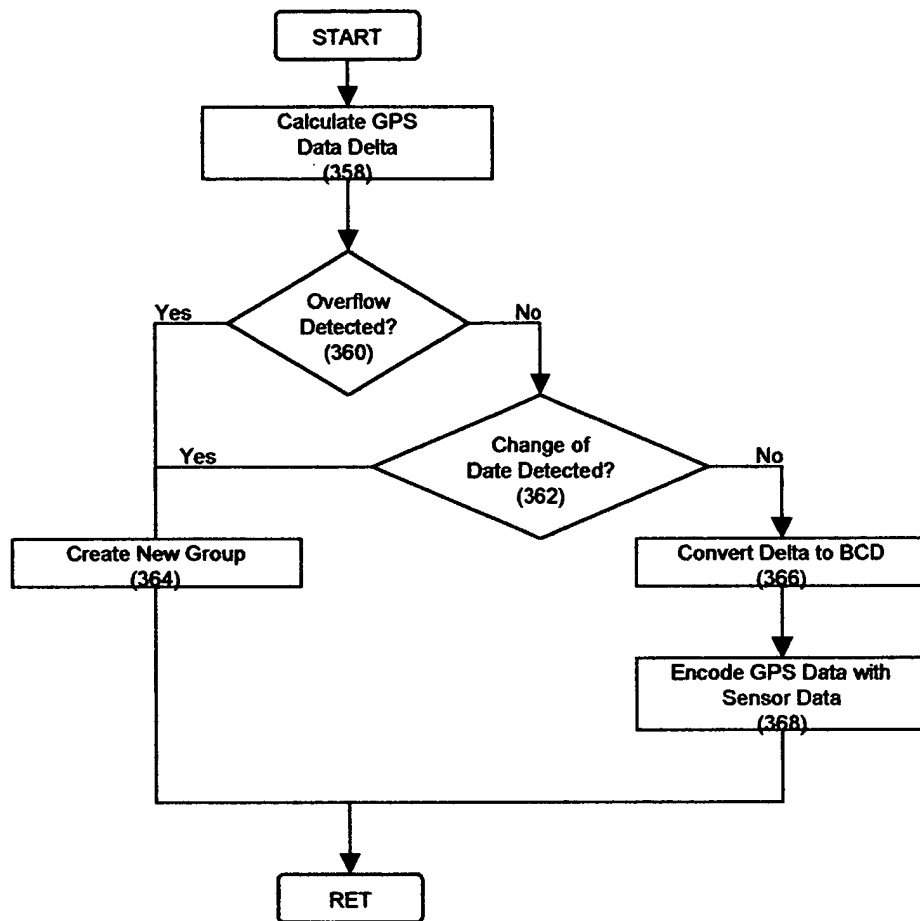 START
Calculate GPS
Data Delta
(358)
Overflow
Detected?
(360)
Yes
No
Change of
Date Detected?
(362)
Yes
No
Create New Group
(364)
Convert Delta to BCD
(366)
Encode GPS Data with
Sensor Data
(368)
RET